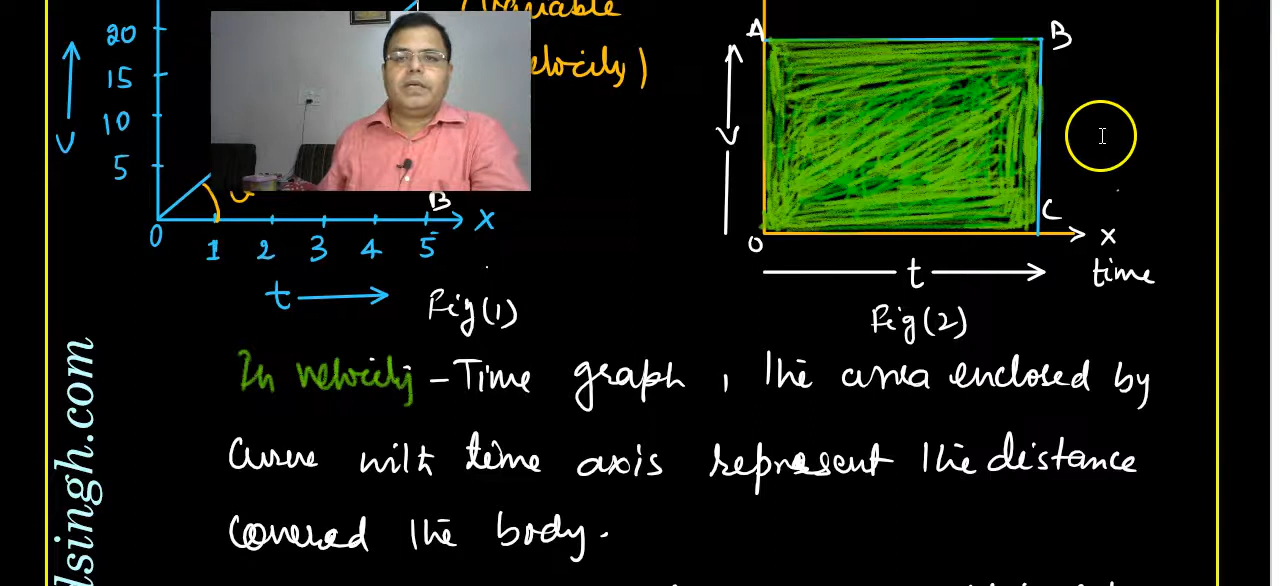 20
15
10
5
v
(Variable
velocity)
B
X
0
1 2 3 4 5
t
Fig(1)
A
B
C
O
v
X
time
t
Fig(2)
In velocity - Time graph, the area enclosed by
curve with time axis represent the distance
covered the body.
dsingh.com